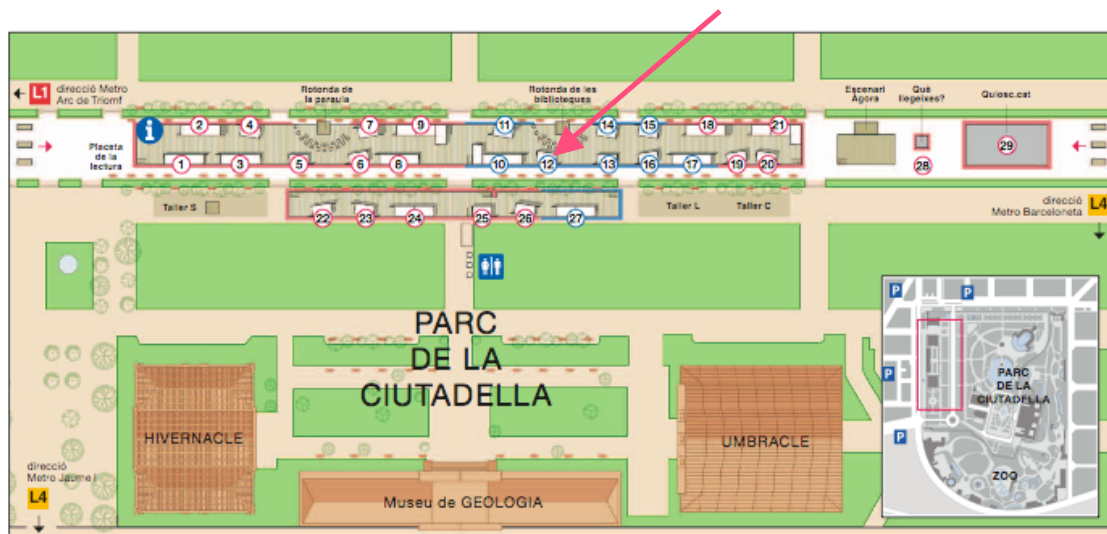 L1
direcció Metro
Arc de Triomf
Placeta
de la
lectura
i
Rotonda de
la paraula
Rotonda de les
biblioteques
Escenari
Àgora
Què
llegeixes?
Quiosc.cat
2
4
7
9
11
14
15
18
21
1
3
5
6
8
10
12
13
16
17
19
20
28
29
Taller S
22
23
24
25
26
27
Taller L
Taller C
direcció
Metro Barceloneta
L4
PARC
DE LA
CIUTADELLA
HIVERNACLE
UMBRACLE
Museu de GEOLOGIA
direcció
Metro Jaume I
L4
P
P
P
P
PARC
DE LA
CIUTADELLA
ZOO